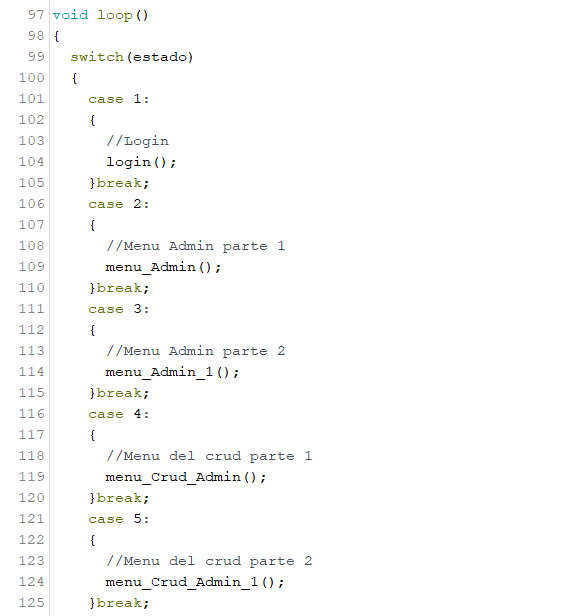 97 void loop()
98 {
99   switch(estado)
100   {
101     case 1:
102     {
103       //Login
104       login();
105     }break;
106     case 2:
107     {
108       //Menu Admin parte 1
109       menu_Admin();
110     }break;
111     case 3:
112     {
113       //Menu Admin parte 2
114       menu_Admin_1();
115     }break;
116     case 4:
117     {
118       //Menu del crud parte 1
119       menu_Crud_Admin();
120     }break;
121     case 5:
122     {
123       //Menu del crud parte 2
124       menu_Crud_Admin_1();
125     }break;